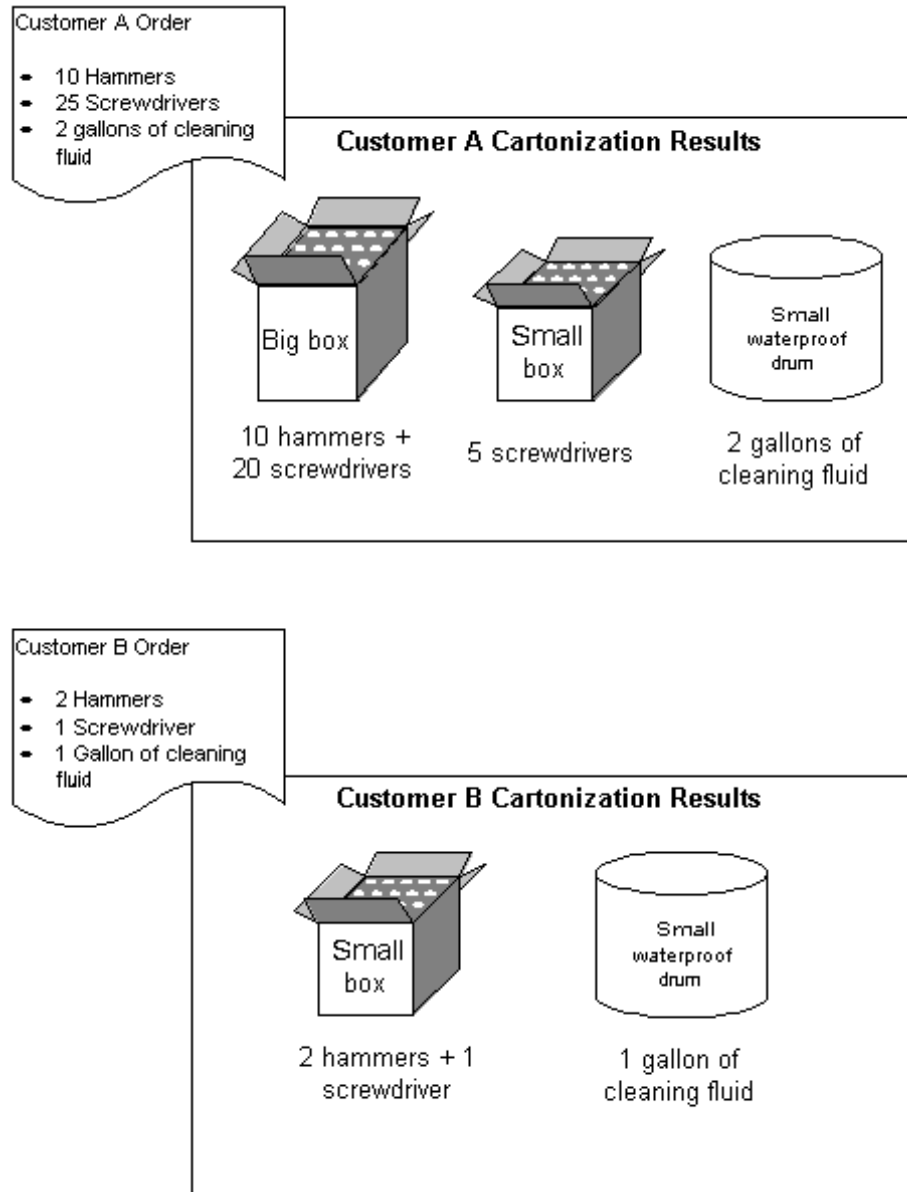 Customer A Order
10 Hammers
25 Screwdrivers
2 gallons of cleaning
fluid
Customer A Cartonization Results
Big box
Small
box
Small
waterproof
drum
10 hammers +
20 screwdrivers
5 screwdrivers
2 gallons of
cleaning fluid
Customer B Order
2 Hammers
1 Screwdriver
1 Gallon of cleaning
fluid
Customer B Cartonization Results
Small
box
Small
waterproof
drum
2 hammers + 1
screwdriver
1 gallon of
cleaning fluid